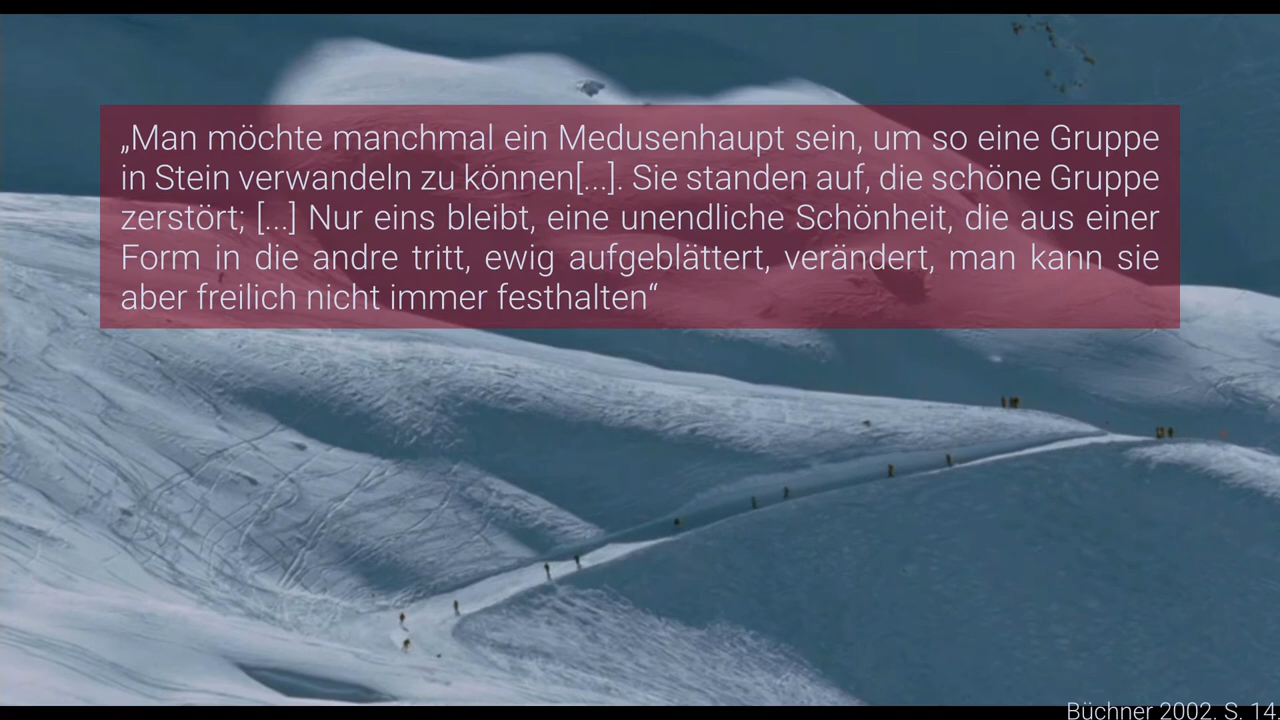 „Man möchte manchmal ein Medusenhaupt sein, um so eine Gruppe
in Stein verwandeln zu können[...]. Sie standen auf, die schöne Gruppe
zerstört; [...] Nur eins bleibt, eine unendliche Schönheit, die aus einer
Form in die andre tritt, ewig aufgeblättert, verändert, man kann sie
aber freilich nicht immer festhalten“
Büchner 2002, S. 14